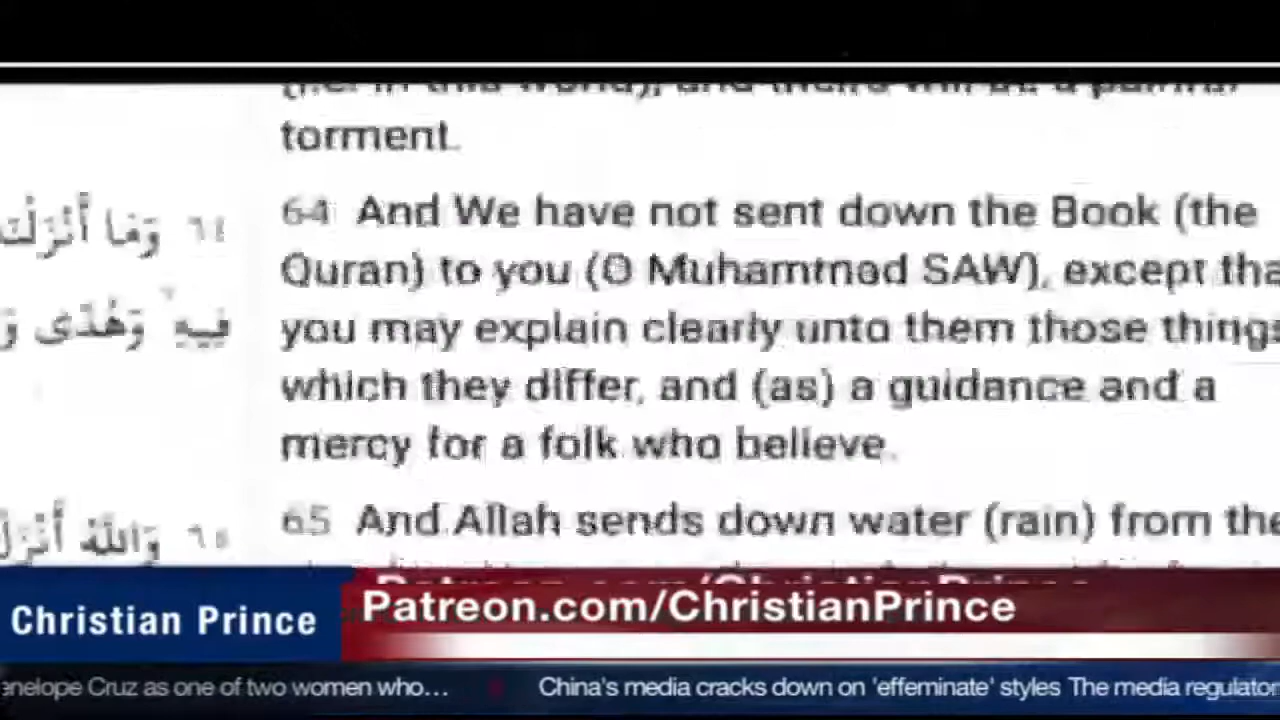 torment.
٦٤ وَمَا أَنْزَلْنَا
64 And We have not sent down the Book (the
Quran) to you (O Muhammad SAW), except tha
فِيهِ ۙ وَهُدًى وَ
you may explain clearly unto them those things
which they differ, and (as) a guidance and a
mercy for a folk who believe.
٦٥ وَاللَّهُ أَنْزَلَ
65 And Allah sends down water (rain) from the
Christian Prince
Patreon.com/ChristianPrince
enelope Cruz as one of two women who... China's media cracks down on 'effeminate' styles The media regulator